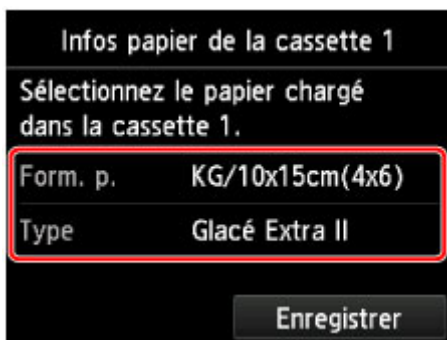 Infos papier de la cassette 1
Sélectionnez le papier chargé
dans la cassette 1.
Form. p. KG/10x15cm(4x6)
Type Glacé Extra II
Enregistrer